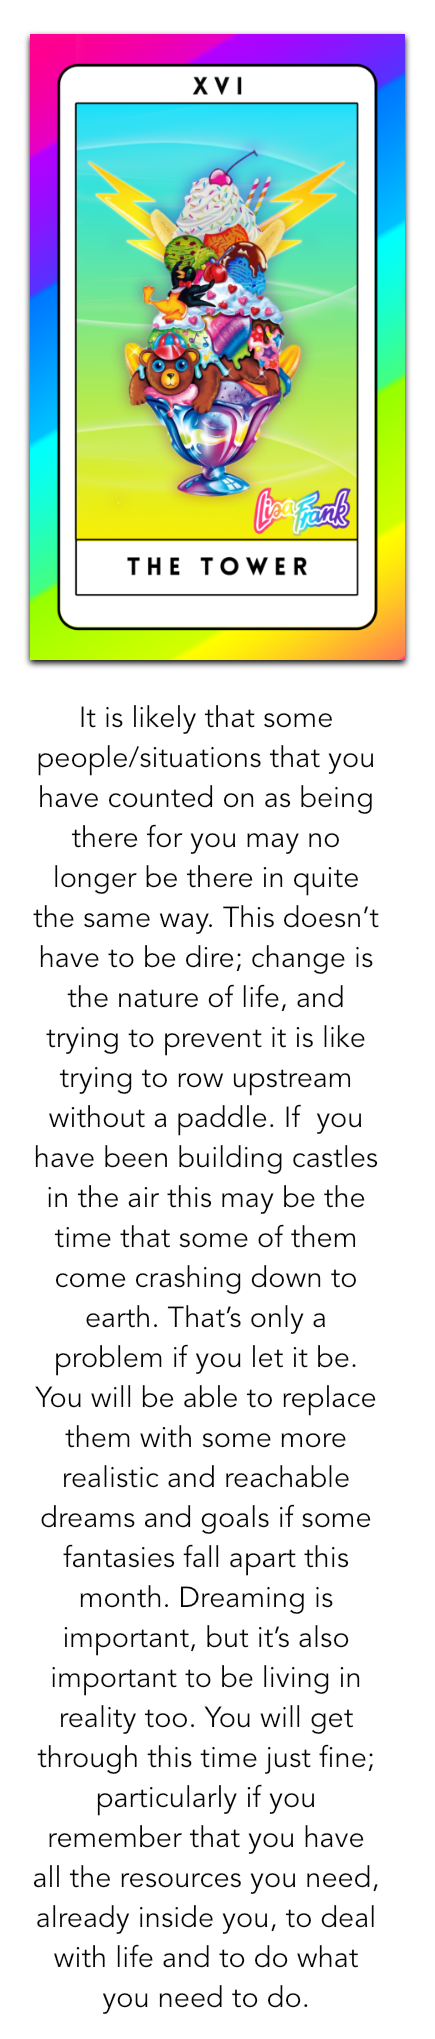 XVI
Lisa Frank
THE TOWER
It is likely that some
people/situations that you
have counted on as being
there for you may no
longer be there in quite
the same way. This doesn’t
have to be dire; change is
the nature of life, and
trying to prevent it is like
trying to row upstream
without a paddle. If  you
have been building castles
in the air this may be the
time that some of them
come crashing down to
earth. That’s only a
problem if you let it be.
You will be able to replace
them with some more
realistic and reachable
dreams and goals if some
fantasies fall apart this
month. Dreaming is
important, but it’s also
important to be living in
reality too. You will get
through this time just fine;
particularly if you
remember that you have
all the resources you need,
already inside you, to deal
with life and to do what
you need to do.